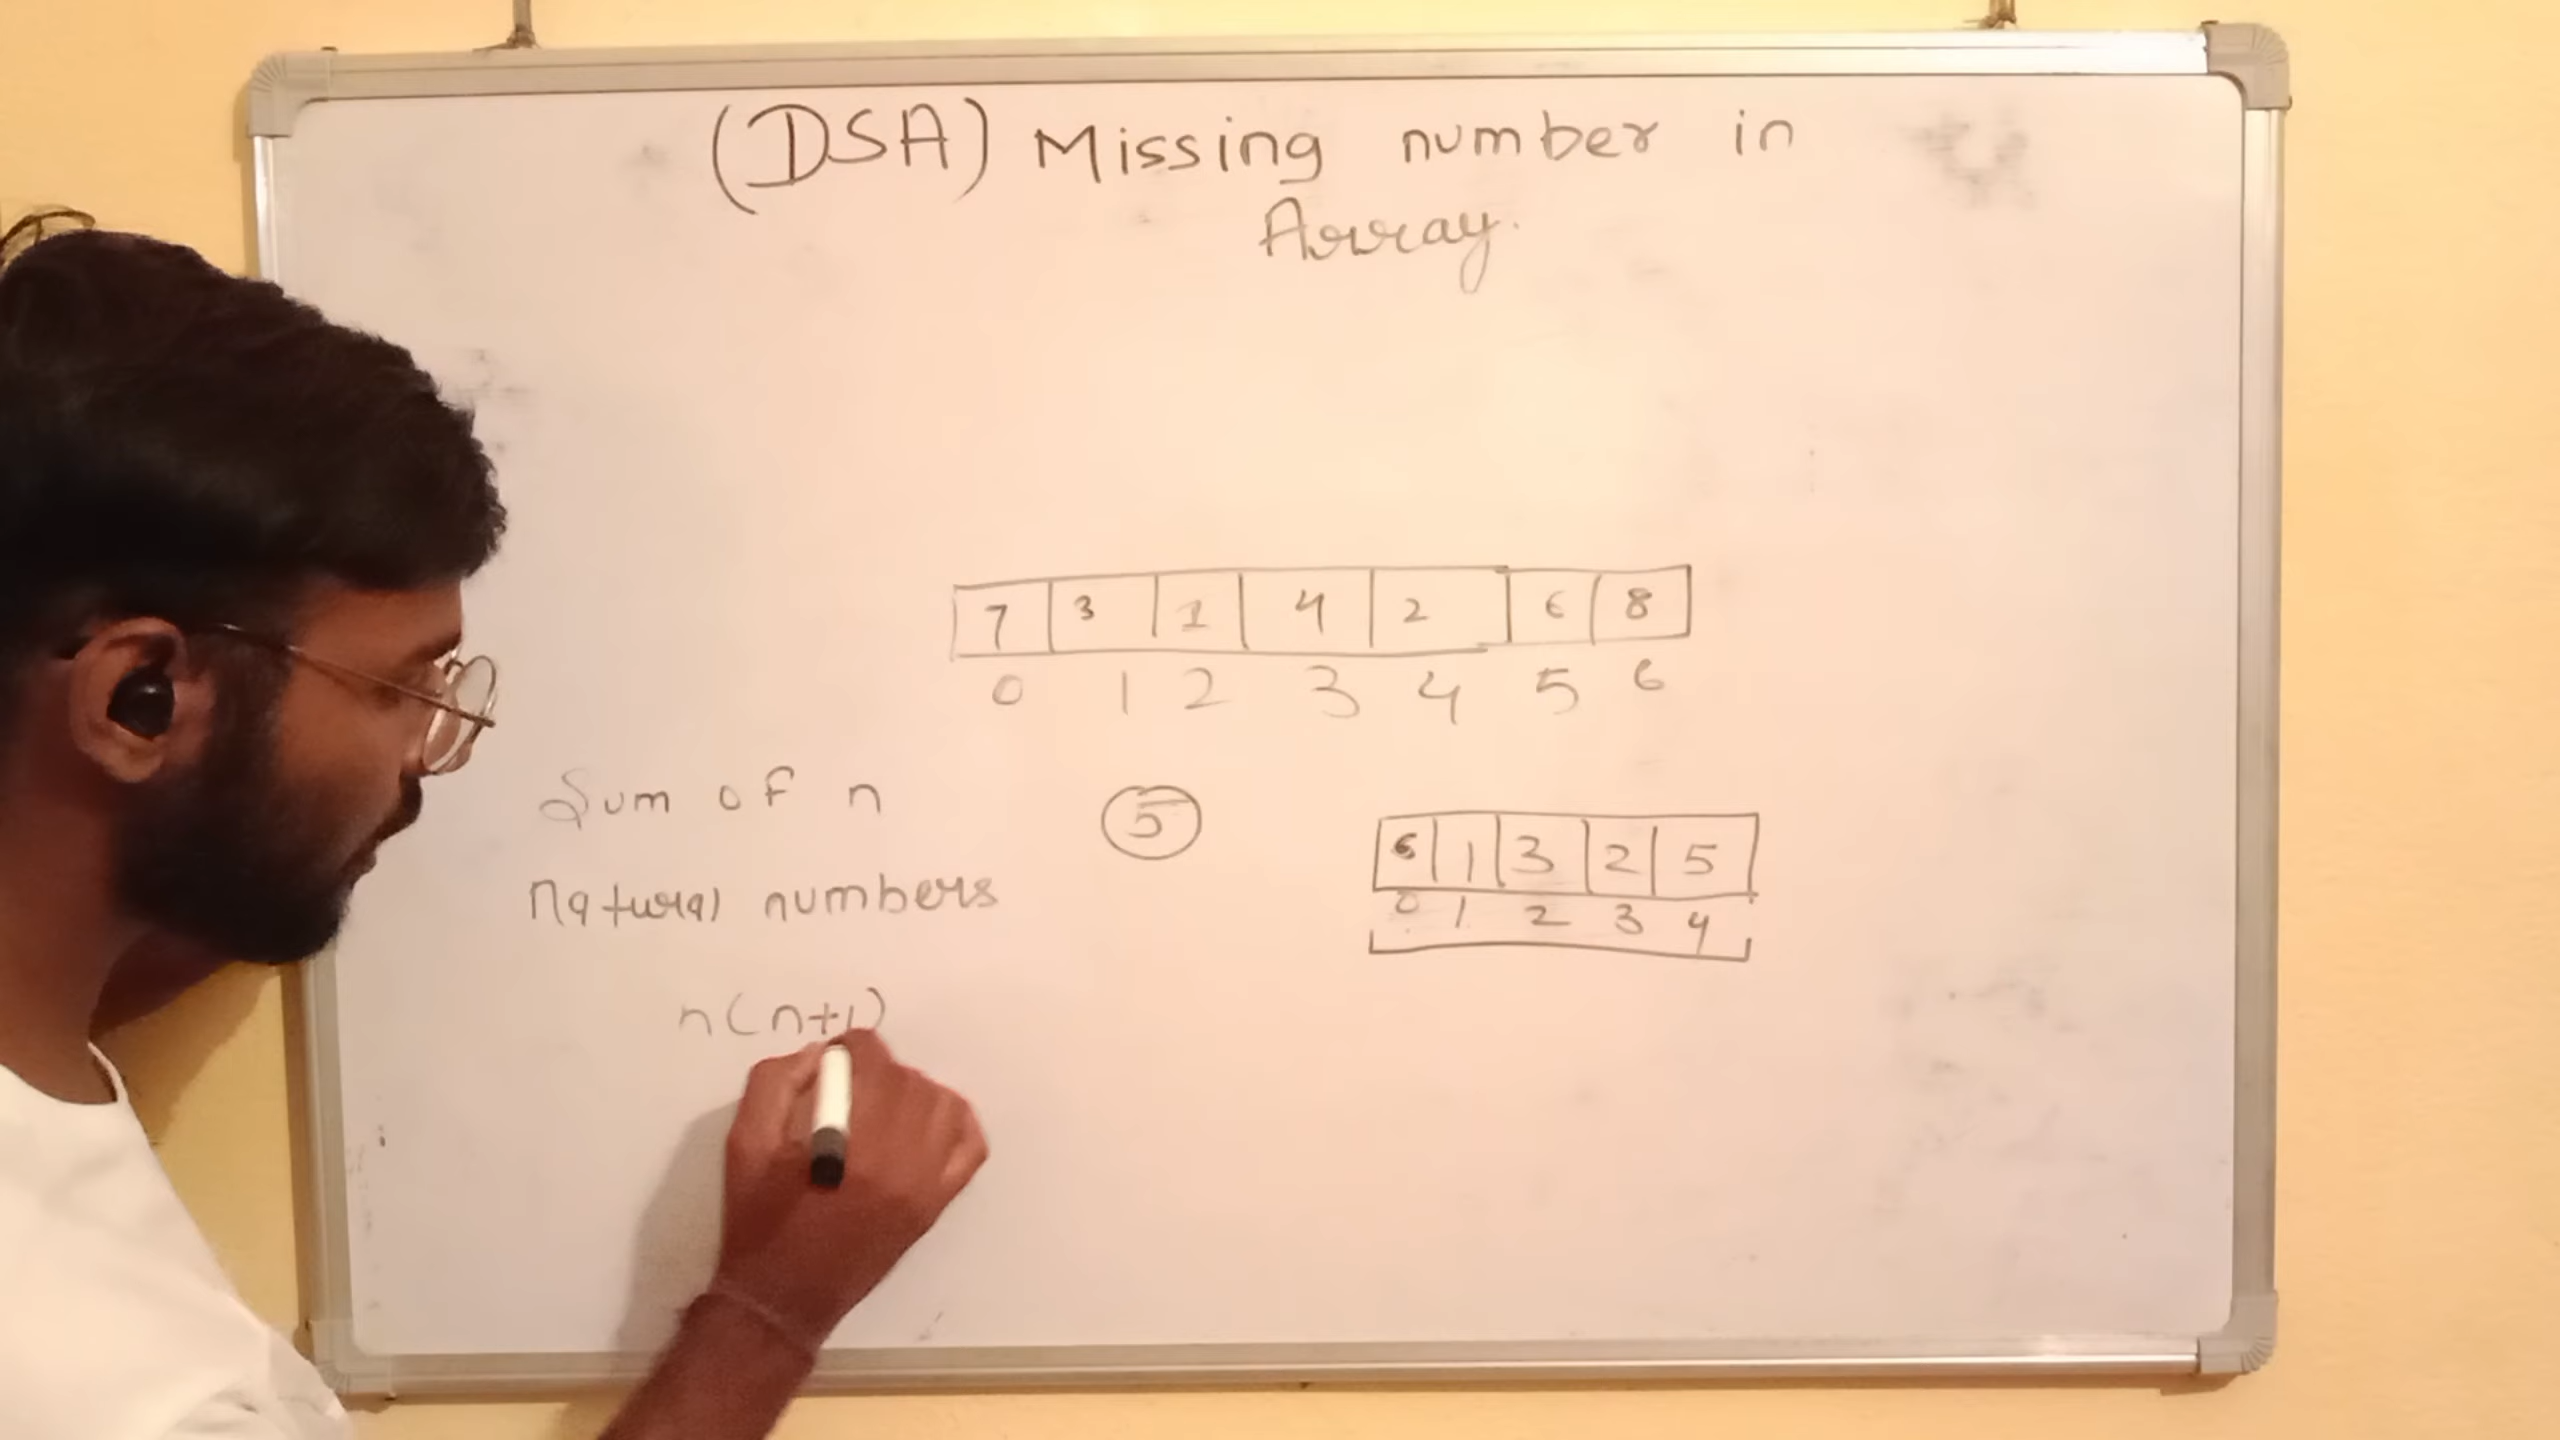 (DSA) Missing number in
Array.
7 3 1 4 2 6 8
0 1 2 3 4 5 6
Sum of n
natural numbers
n(n+1)
5
6 1 3 2 5
0 1 2 3 4